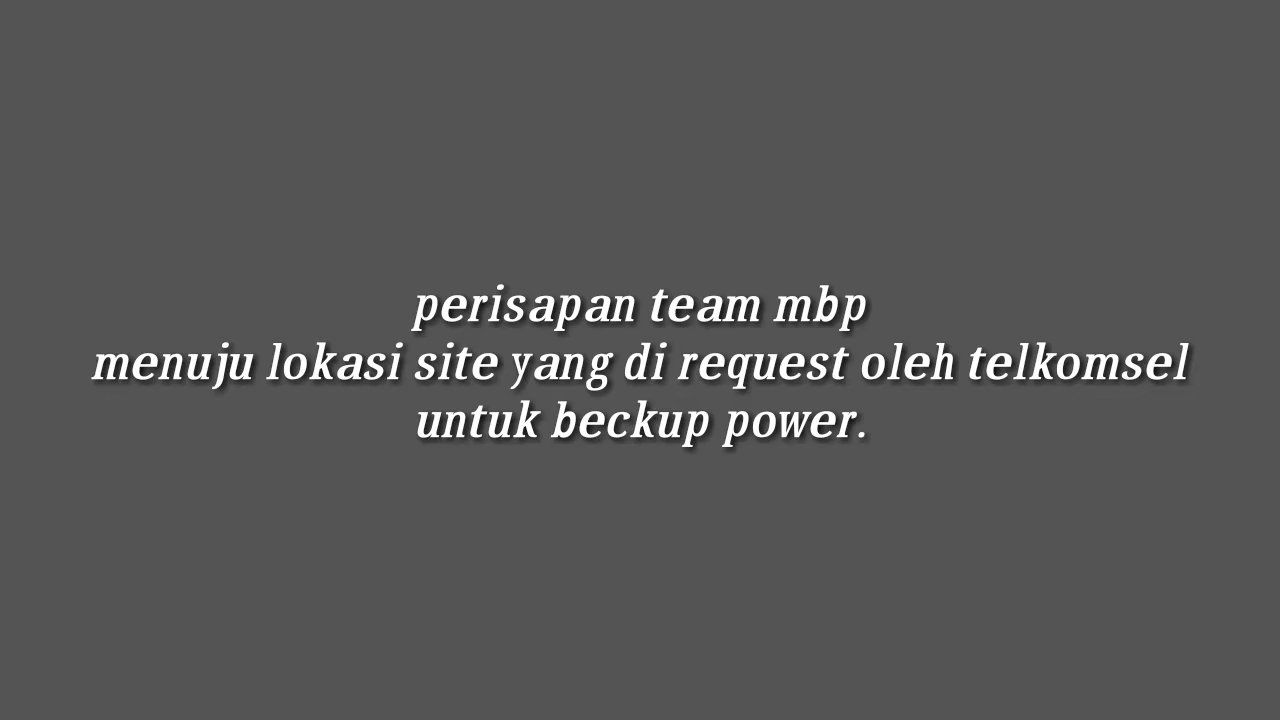 perisapan team mbp
menuju lokasi site yang di request oleh telkomsel
untuk beckup power.